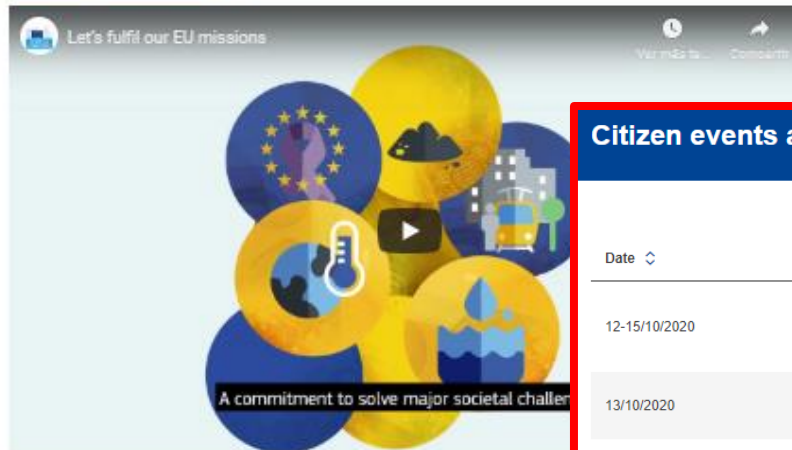 Let's fulfil our EU missions
Ver más ta...
Compartir
Citizen events a
Date
12-15/10/2020
A commitment to solve major societal challen
13/10/2020